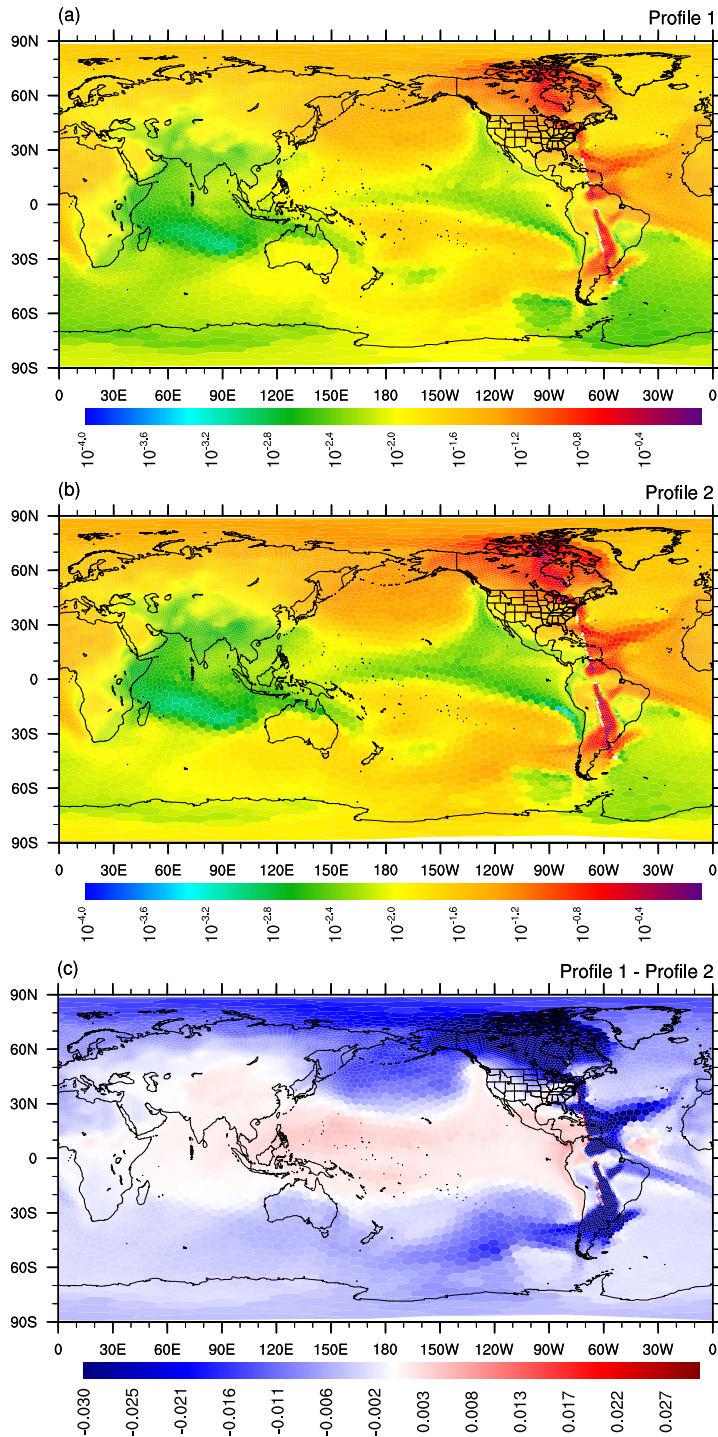 (a)
Profile 1
90N
60N
30N
0
30S
60S
90S
0 30E 60E 90E 120E 150E 180 150W 120W 90W 60W 30W 0
10^-4.0 10^-3.6 10^-3.2 10^-2.8 10^-2.4 10^-2.0 10^-1.6 10^-1.2 10^-0.8 10^-0.4
(b)
Profile 2
90N
60N
30N
0
30S
60S
90S
0 30E 60E 90E 120E 150E 180 150W 120W 90W 60W 30W 0
10^-4.0 10^-3.6 10^-3.2 10^-2.8 10^-2.4 10^-2.0 10^-1.6 10^-1.2 10^-0.8 10^-0.4
(c)
Profile 1 - Profile 2
90N
60N
30N
0
30S
60S
90S
0 30E 60E 90E 120E 150E 180 150W 120W 90W 60W 30W 0
-0.030 -0.025 -0.021 -0.016 -0.011 -0.006 -0.002 0.003 0.008 0.013 0.017 0.022 0.027